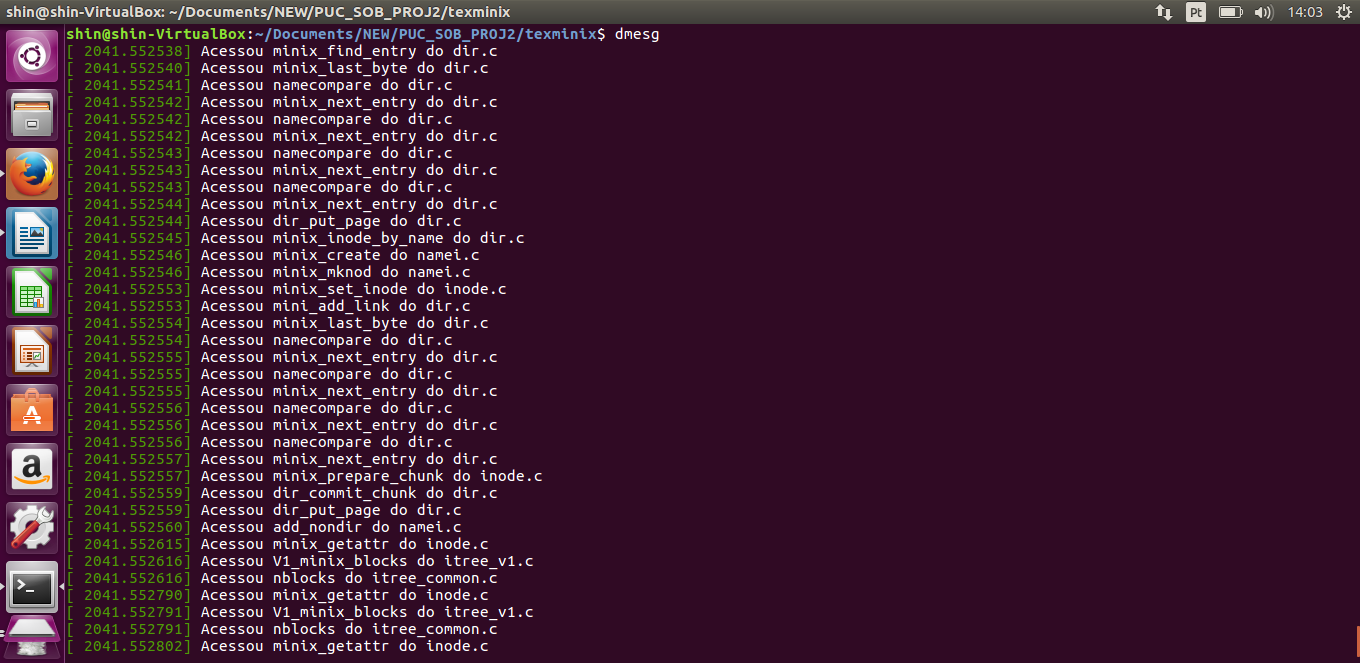 shin@shin-VirtualBox: ~/Documents/NEW/PUC_SOB_PROJ2/texminix
Pt
14:03
shin@shin-VirtualBox:~/Documents/NEW/PUC_SOB_PROJ2/texminix$ dmesg
[ 2041.552538] Acessou minix_find_entry do dir.c
[ 2041.552540] Acessou minix_last_byte do dir.c
[ 2041.552541] Acessou namecompare do dir.c
[ 2041.552542] Acessou minix_next_entry do dir.c
[ 2041.552542] Acessou namecompare do dir.c
[ 2041.552542] Acessou minix_next_entry do dir.c
[ 2041.552543] Acessou namecompare do dir.c
[ 2041.552543] Acessou minix_next_entry do dir.c
[ 2041.552543] Acessou namecompare do dir.c
[ 2041.552544] Acessou minix_next_entry do dir.c
[ 2041.552544] Acessou dir_put_page do dir.c
[ 2041.552545] Acessou minix_inode_by_name do dir.c
[ 2041.552546] Acessou minix_create do namei.c
[ 2041.552546] Acessou minix_mknod do namei.c
[ 2041.552553] Acessou minix_set_inode do inode.c
[ 2041.552553] Acessou mini_add_link do dir.c
[ 2041.552554] Acessou minix_last_byte do dir.c
[ 2041.552554] Acessou namecompare do dir.c
[ 2041.552555] Acessou minix_next_entry do dir.c
[ 2041.552555] Acessou namecompare do dir.c
[ 2041.552555] Acessou minix_next_entry do dir.c
[ 2041.552556] Acessou namecompare do dir.c
[ 2041.552556] Acessou minix_next_entry do dir.c
[ 2041.552556] Acessou namecompare do dir.c
[ 2041.552557] Acessou minix_next_entry do dir.c
[ 2041.552557] Acessou minix_prepare_chunk do inode.c
[ 2041.552559] Acessou dir_commit_chunk do dir.c
[ 2041.552559] Acessou dir_put_page do dir.c
[ 2041.552560] Acessou add_nondir do namei.c
[ 2041.552615] Acessou minix_getattr do inode.c
[ 2041.552616] Acessou V1_minix_blocks do itree_v1.c
[ 2041.552616] Acessou nblocks do itree_common.c
[ 2041.552790] Acessou minix_getattr do inode.c
[ 2041.552791] Acessou V1_minix_blocks do itree_v1.c
[ 2041.552791] Acessou nblocks do itree_common.c
[ 2041.552802] Acessou minix_getattr do inode.c